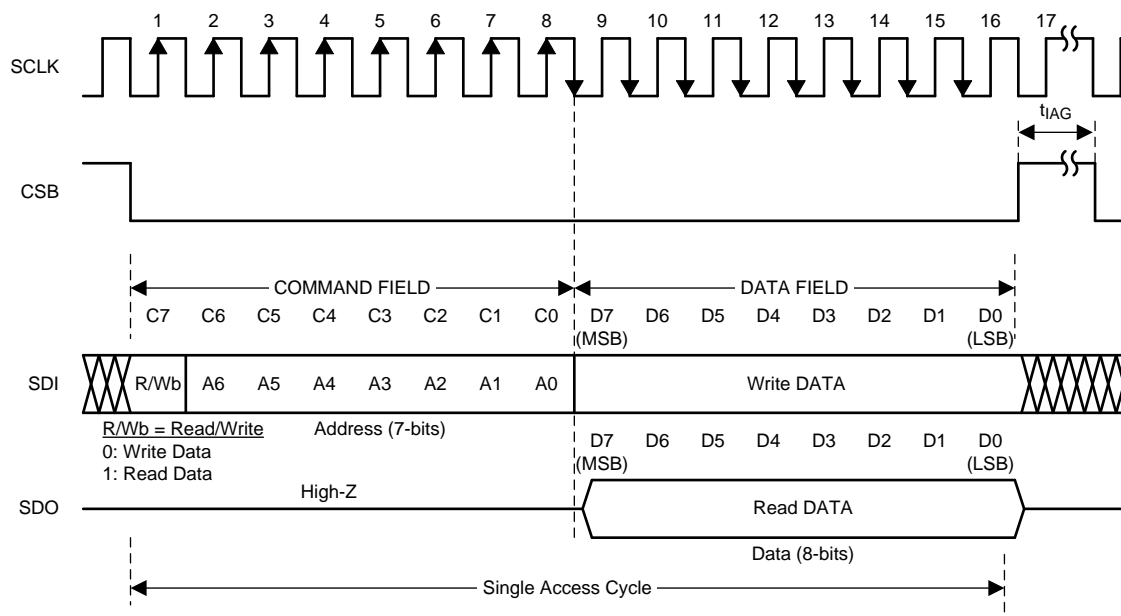 1 2 3 4 5 6 7 8 9 10 11 12 13 14 15 16 17
SCLK
tIAG
CSB
COMMAND FIELD DATA FIELD
C7 C6 C5 C4 C3 C2 C1 C0 D7 D6 D5 D4 D3 D2 D1 D0
(MSB) (LSB)
SDI R/Wb A6 A5 A4 A3 A2 A1 A0 Write DATA
R/Wb = Read/Write Address (7-bits)
0: Write Data
1: Read Data
D7 D6 D5 D4 D3 D2 D1 D0
(MSB) (LSB)
High-Z
SDO Read DATA
Data (8-bits)
Single Access Cycle